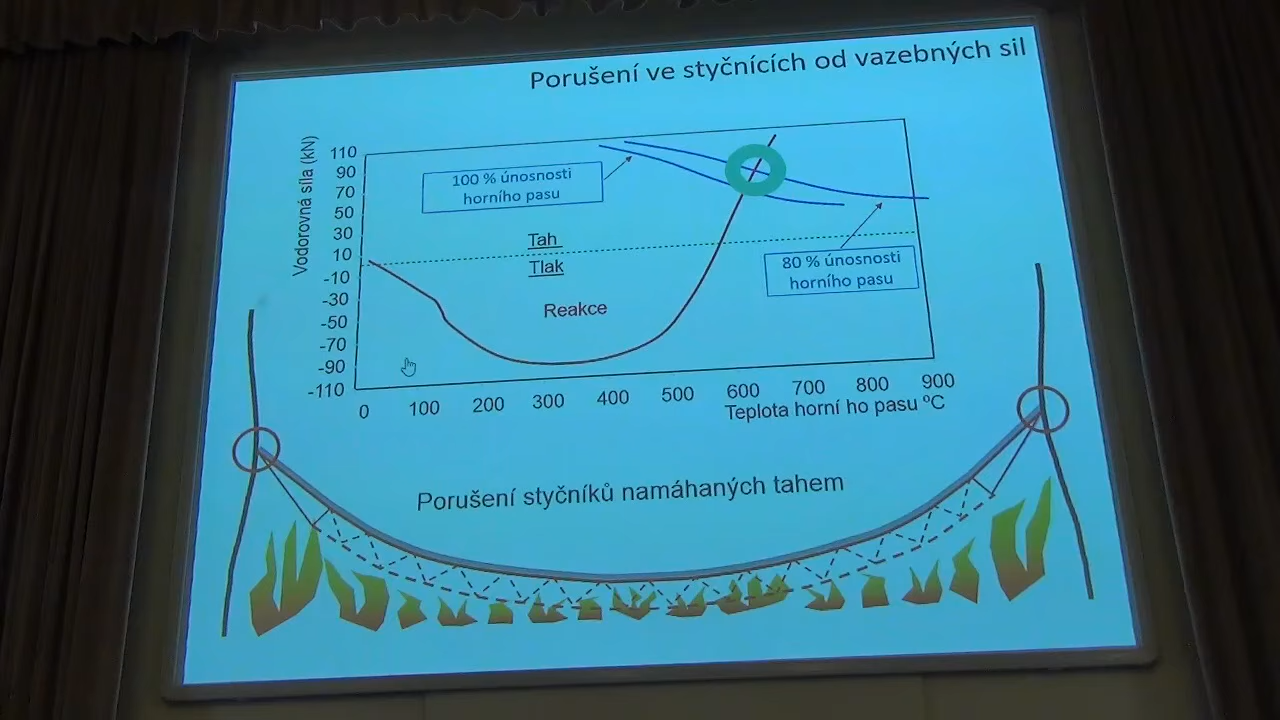 Porušení ve styčnících od vazebných sil
Vodorovná síla (kN)
110
90
70
50
30
10
-10
-30
-50
-70
-90
-110
100 % únosnosti
horního pasu
Tah
Tlak
Reakce
80 % únosnosti
horního pasu
0 100 200 300 400 500 600 700 800 900
Teplota horní ho pasu ºC
Porušení styčníků namáhaných tahem